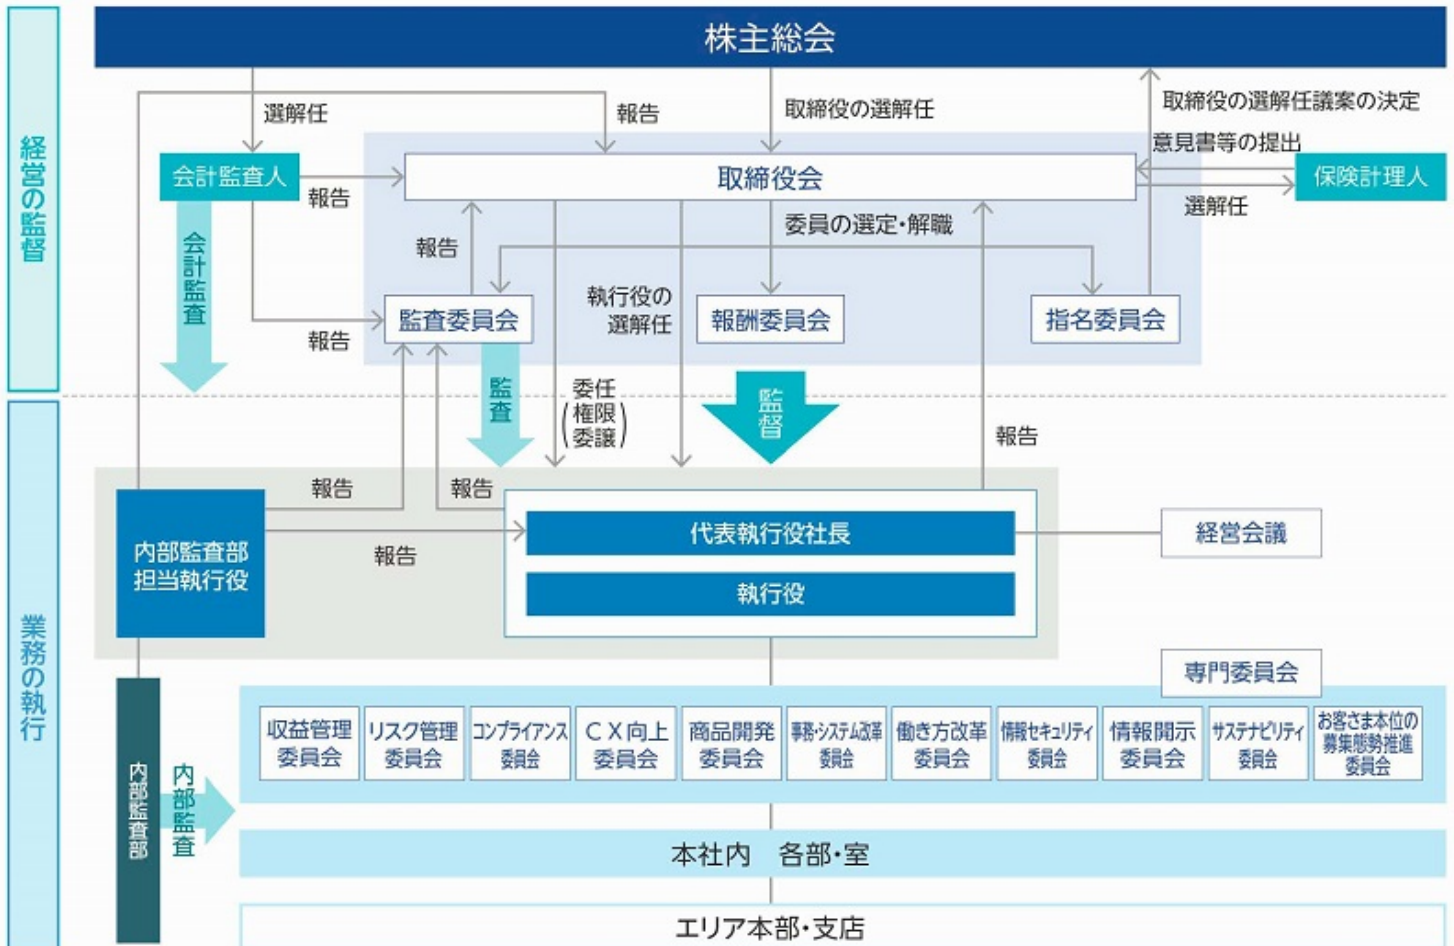 株主総会
経営の監督
選解任
報告
取締役の選解任
取締役の選解任議案の決定
意見書等の提出
会計監査人
報告
取締役会
保険計理人
選解任
会計監査
報告
委員の選定・解職
執行役の
選解任
監査委員会
報酬委員会
指名委員会
報告
監査
委任
(権限
委譲)
監督
報告
業務の執行
報告
報告
内部監査部
担当執行役
報告
代表執行役社長
経営会議
執行役
専門委員会
収益管理
委員会
リスク管理
委員会
コンプライアンス
委員会
CX向上
委員会
商品開発
委員会
事務・システム改革
委員会
働き方改革
委員会
情報セキュリティ
委員会
情報開示
委員会
サステナビリティ
委員会
お客さま本位の
募集態勢推進
委員会
内部監査部
内部監査
本社内 各部・室
エリア本部・支店